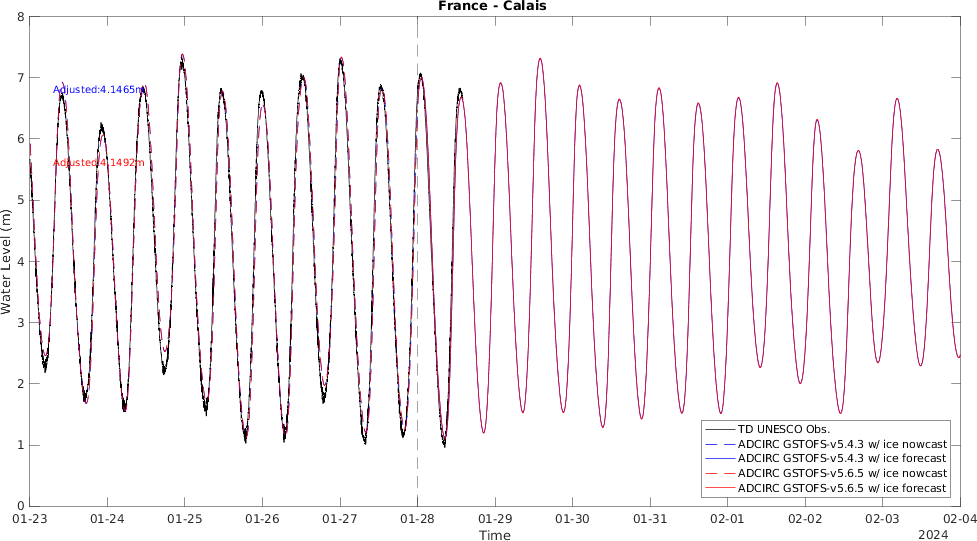 France - Calais
8
7
6
5
4
3
2
1
0
Water Level (m)
Adjusted:4.1465m
Adjusted:4.1492m
TD UNESCO Obs.
ADCIRC GSTOFS-v5.4.3 w/ ice nowcast
ADCIRC GSTOFS-v5.4.3 w/ ice forecast
ADCIRC GSTOFS-v5.6.5 w/ ice nowcast
ADCIRC GSTOFS-v5.6.5 w/ ice forecast
01-23 01-24 01-25 01-26 01-27 01-28 01-29 01-30 01-31 02-01 02-02 02-03 02-04
Time
2024